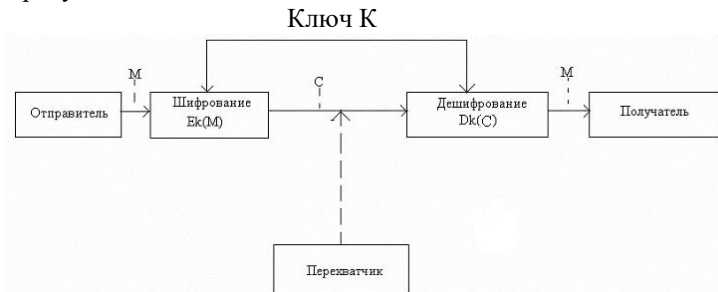 Ключ К
М
С
М
Отправитель
Шифрование
Ek(M)
Дешифрование
Dk(C)
Получатель
Перехватчик